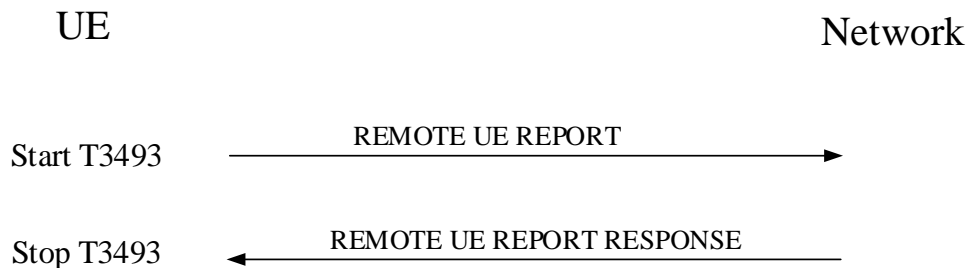 UE
Network
Start T3493
REMOTE UE REPORT
Stop T3493
REMOTE UE REPORT RESPONSE